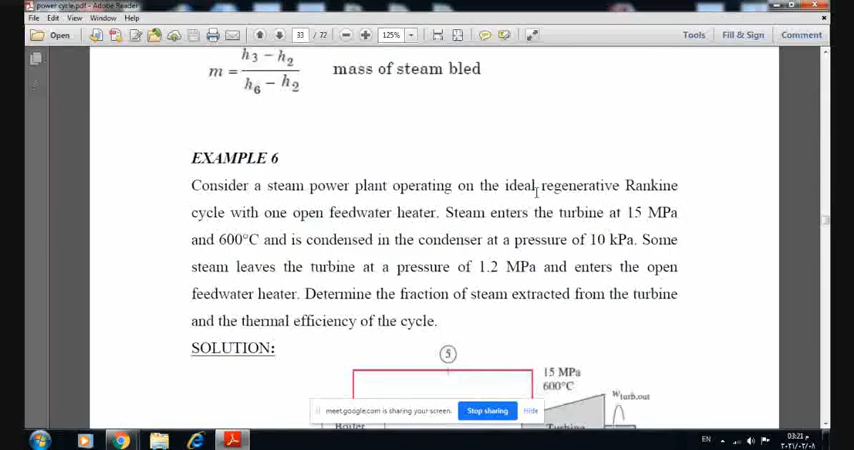 power cycle.pdf - Adobe Reader
File Edit View Window Help
Open 33 / 72 125% Tools Fill & Sign Comment
m = h3 − h2 / h6 − h2 mass of steam bled
EXAMPLE 6
Consider a steam power plant operating on the ideal regenerative Rankine
cycle with one open feedwater heater. Steam enters the turbine at 15 MPa
and 600°C and is condensed in the condenser at a pressure of 10 kPa. Some
steam leaves the turbine at a pressure of 1.2 MPa and enters the open
feedwater heater. Determine the fraction of steam extracted from the turbine
and the thermal efficiency of the cycle.
SOLUTION:
5
15 MPa
600°C
wturb,out
meet.google.com is sharing your screen. Stop sharing Hide
Boiler
Turbine
EN 03:21 م
٢٠٢١/٠٢/٠٨